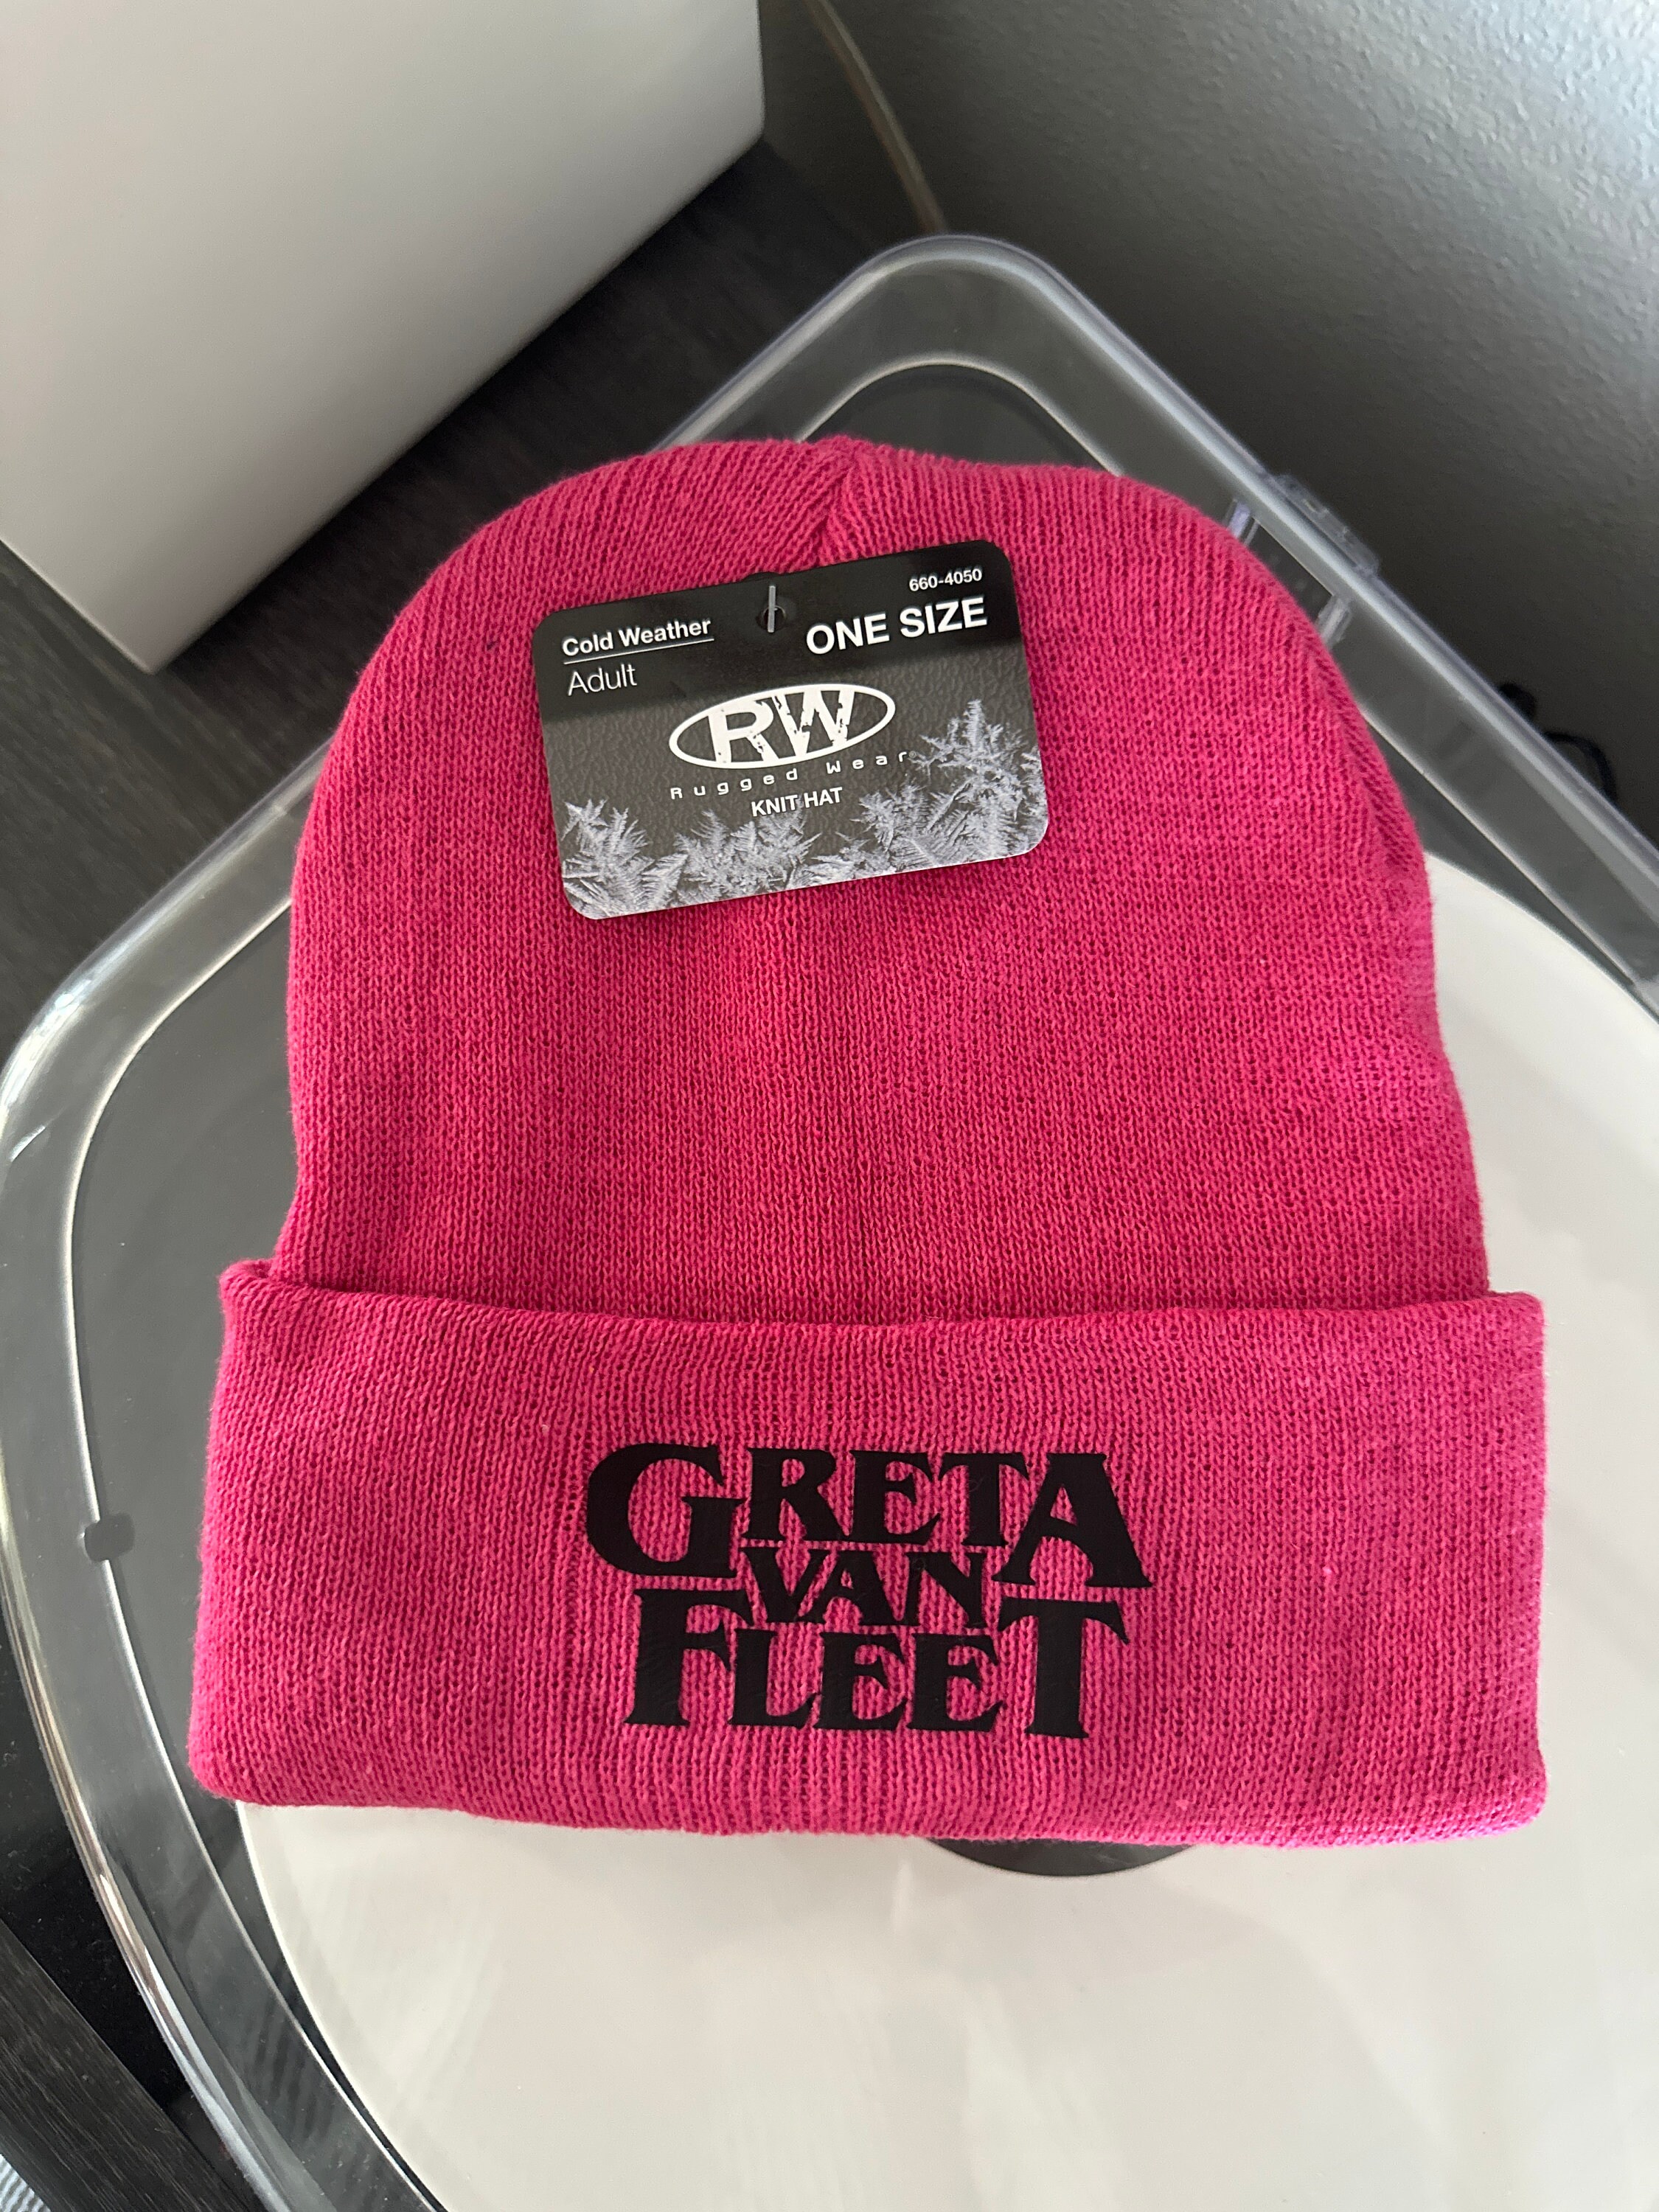 660-4050
Cold Weather
ONE SIZE
Adult
RW
Rugged Wear
KNIT HAT
GRETA
VAN
FLEET